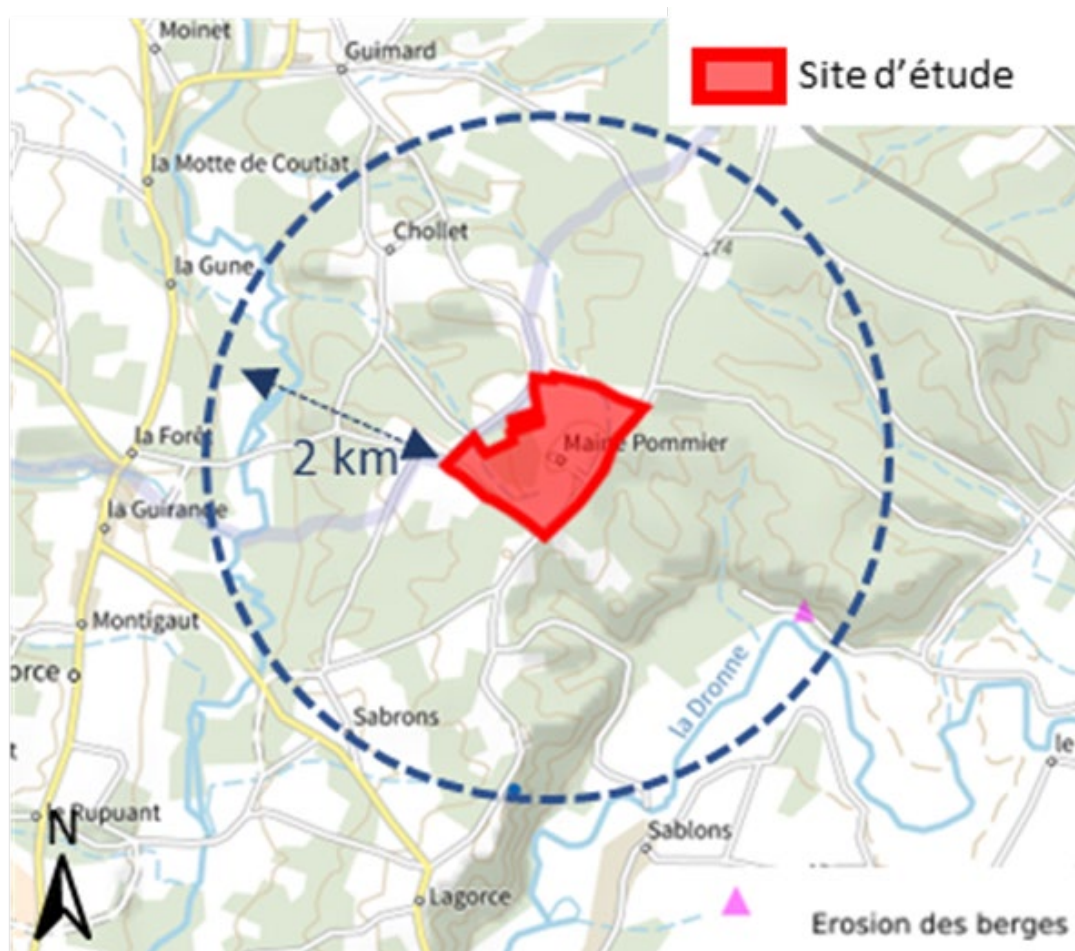 Moinet
Guimard
Site d'étude
la Motte de Coutiat
Chollet
74
la Gune
la Forêt
2 km
Maine Pommier
la Guirande
Montigaut
orce
la Dronne
Sabrons
t
le
Rupuant
N
Sablons
Lagorce
Erosion des berges